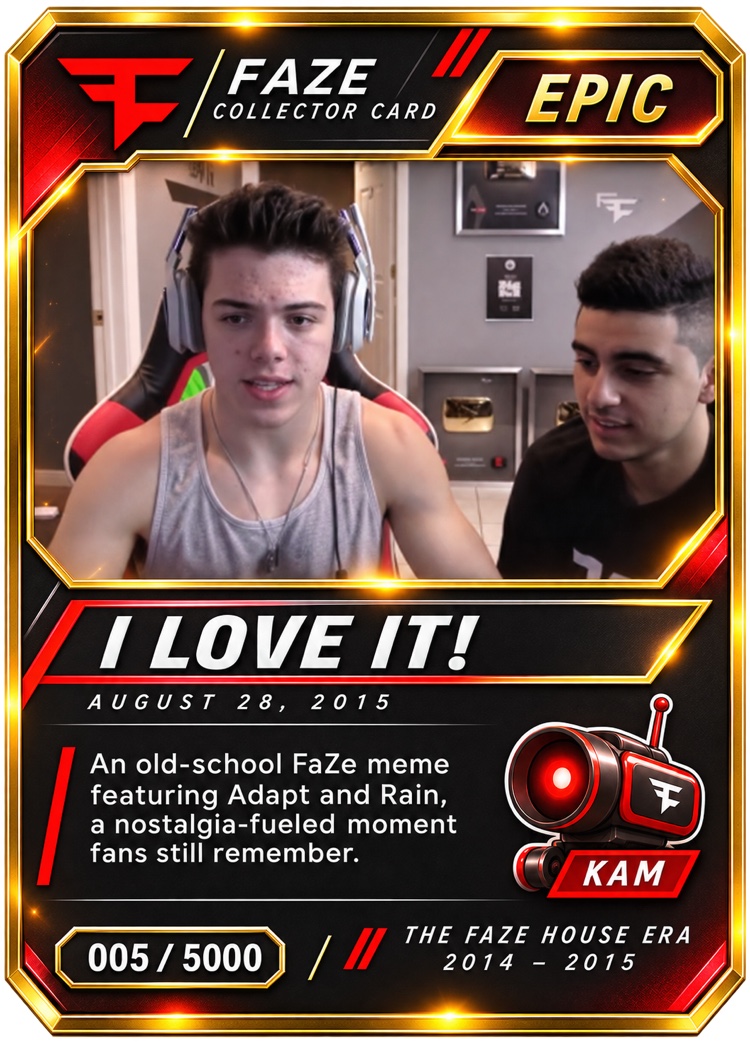 FAZE
COLLECTOR CARD
EPIC
I LOVE IT!
AUGUST 28, 2015
An old-school FaZe meme
featuring Adapt and Rain,
a nostalgia-fueled moment
fans still remember.
KAM
005 / 5000
THE FAZE HOUSE ERA
2014 – 2015